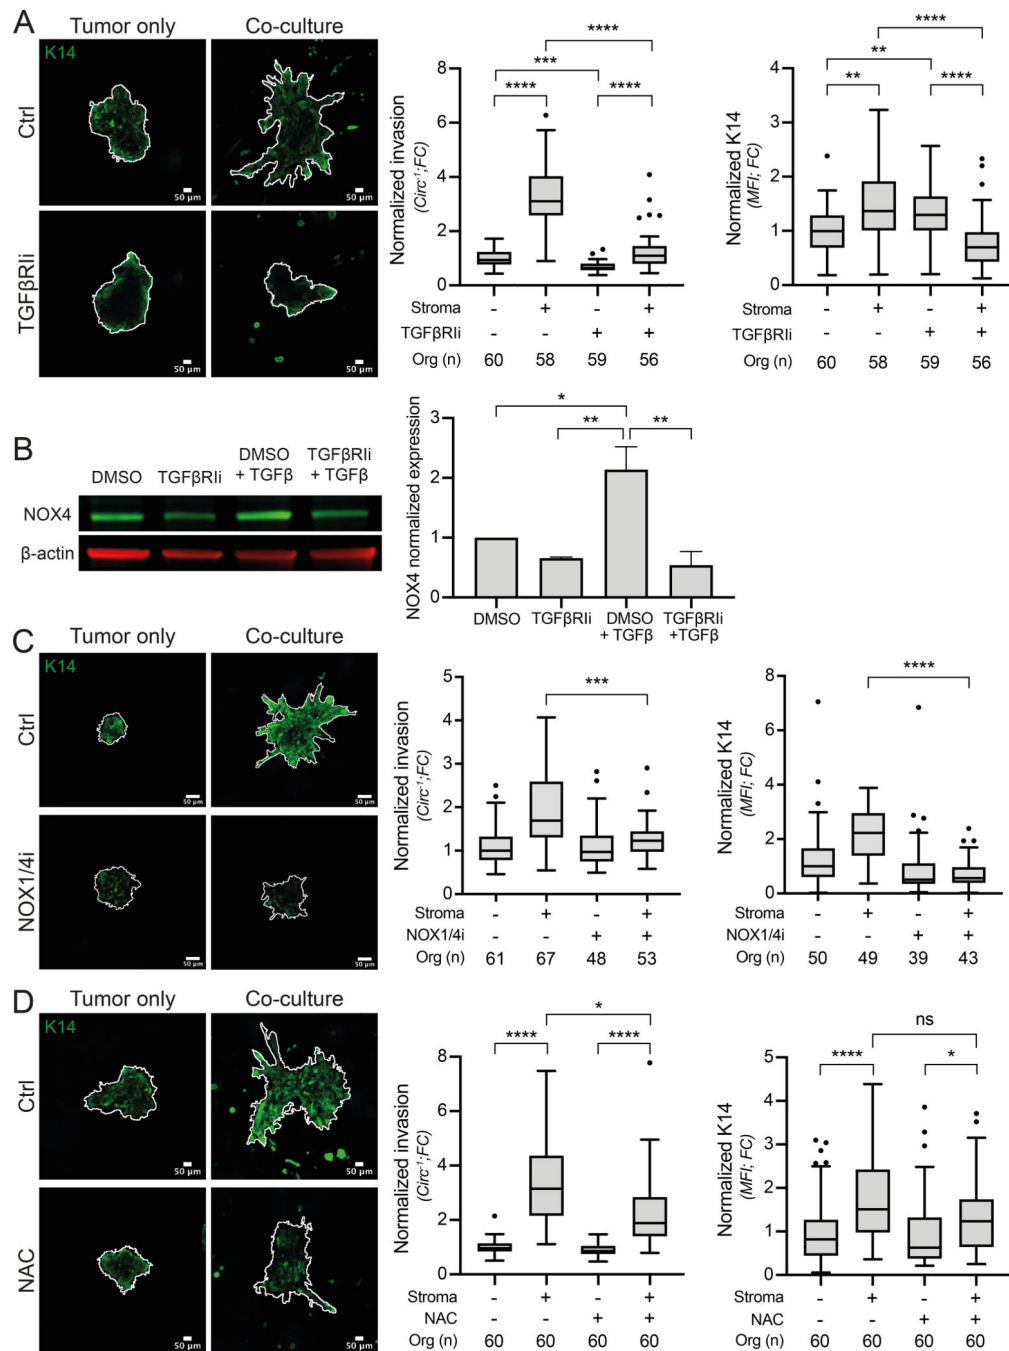 A
Tumor only
Co-culture
K14
Ctrl
TGFβRIi
50 µm
50 µm
50 µm
50 µm
Normalized invasion
(Circ⁻¹;FC)
8
6
4
2
0
****
***
****
****
Stroma - + - +
TGFβRIi - - + +
Org (n) 60 58 59 56
Normalized K14
(MFI; FC)
4
3
2
1
0
****
**
**
****
Stroma - + - +
TGFβRIi - - + +
Org (n) 60 58 59 56
B
DMSO
TGFβRIi
DMSO
+ TGFβ
TGFβRIi
+ TGFβ
NOX4
β-actin
NOX4 normalized expression
3
2
1
0
*
**
**
DMSO
TGFβRIi
DMSO
+TGFβ
TGFβRIi
+TGFβ
C
Tumor only
Co-culture
K14
Ctrl
NOX1/4i
50 µm
50 µm
50 µm
50 µm
Normalized invasion
(Circ⁻¹;FC)
5
4
3
2
1
0
***
Stroma - + - +
NOX1/4i - - + +
Org (n) 61 67 48 53
Normalized K14
(MFI; FC)
8
6
4
2
0
****
Stroma - + - +
NOX1/4i - - + +
Org (n) 50 49 39 43
D
Tumor only
Co-culture
K14
Ctrl
NAC
50 µm
50 µm
50 µm
50 µm
Normalized invasion
(Circ⁻¹;FC)
8
6
4
2
0
*
****
****
Stroma - + - +
NAC - - + +
Org (n) 60 60 60 60
Normalized K14
(MFI; FC)
5
4
3
2
1
0
ns
****
*
Stroma - + - +
NAC - - + +
Org (n) 60 60 60 60